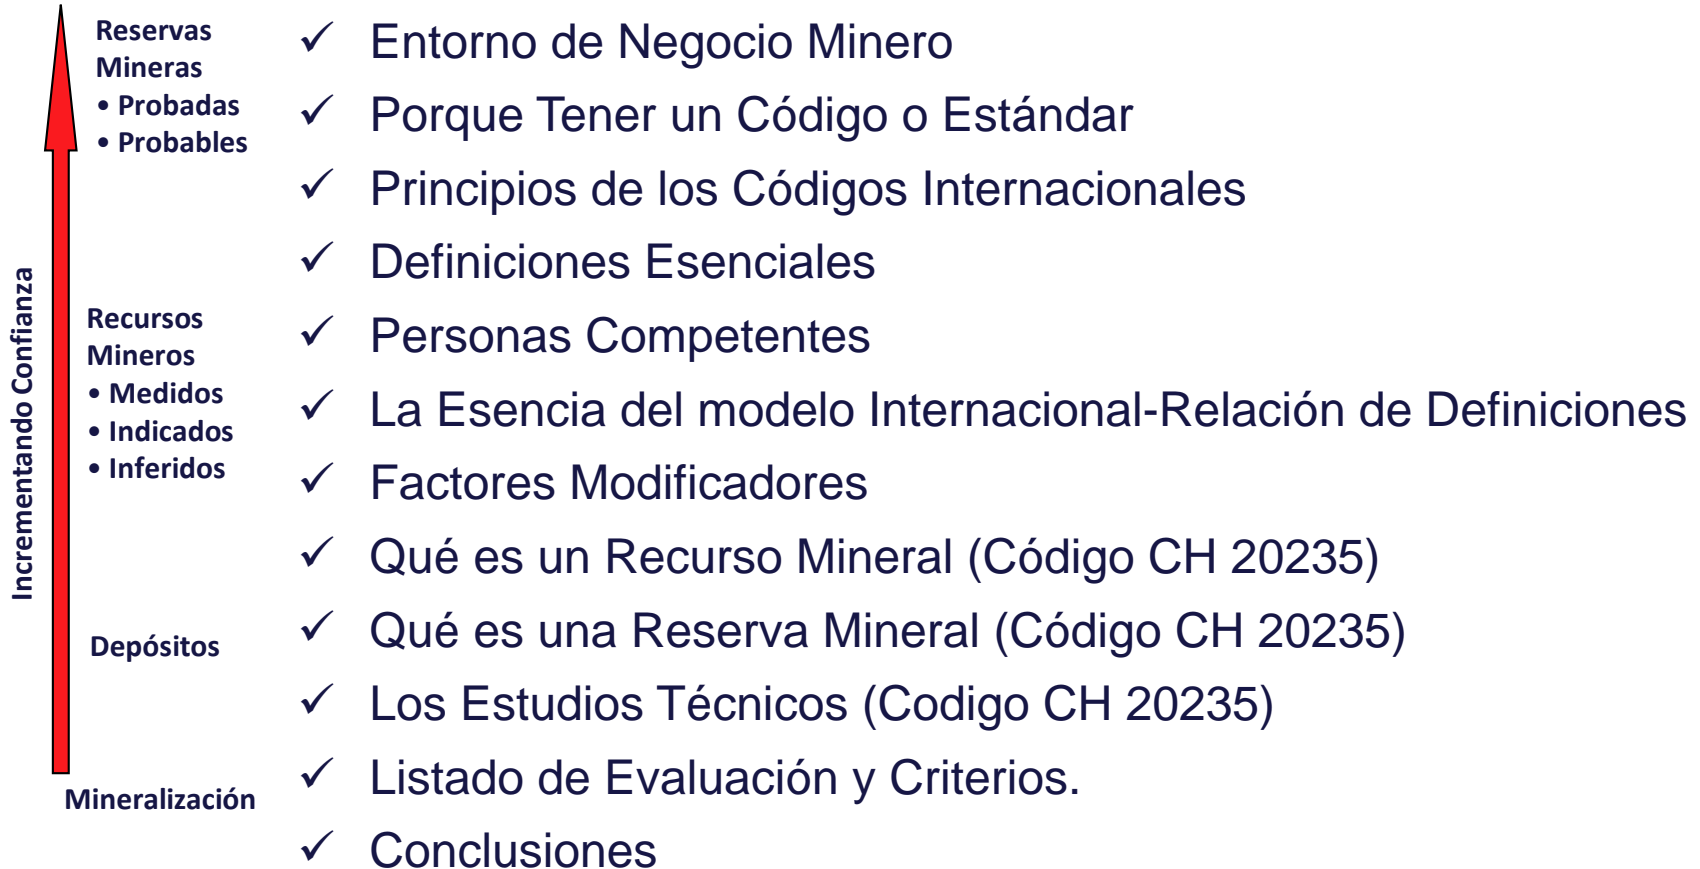 Reservas
Mineras
• Probadas
• Probables
Incrementando Confianza
Recursos
Mineros
• Medidos
• Indicados
• Inferidos
Depósitos
Mineralización
✓ Entorno de Negocio Minero
✓ Porque Tener un Código o Estándar
✓ Principios de los Códigos Internacionales
✓ Definiciones Esenciales
✓ Personas Competentes
✓ La Esencia del modelo Internacional-Relación de Definiciones
✓ Factores Modificadores
✓ Qué es un Recurso Mineral (Código CH 20235)
✓ Qué es una Reserva Mineral (Código CH 20235)
✓ Los Estudios Técnicos (Codigo CH 20235)
✓ Listado de Evaluación y Criterios.
✓ Conclusiones